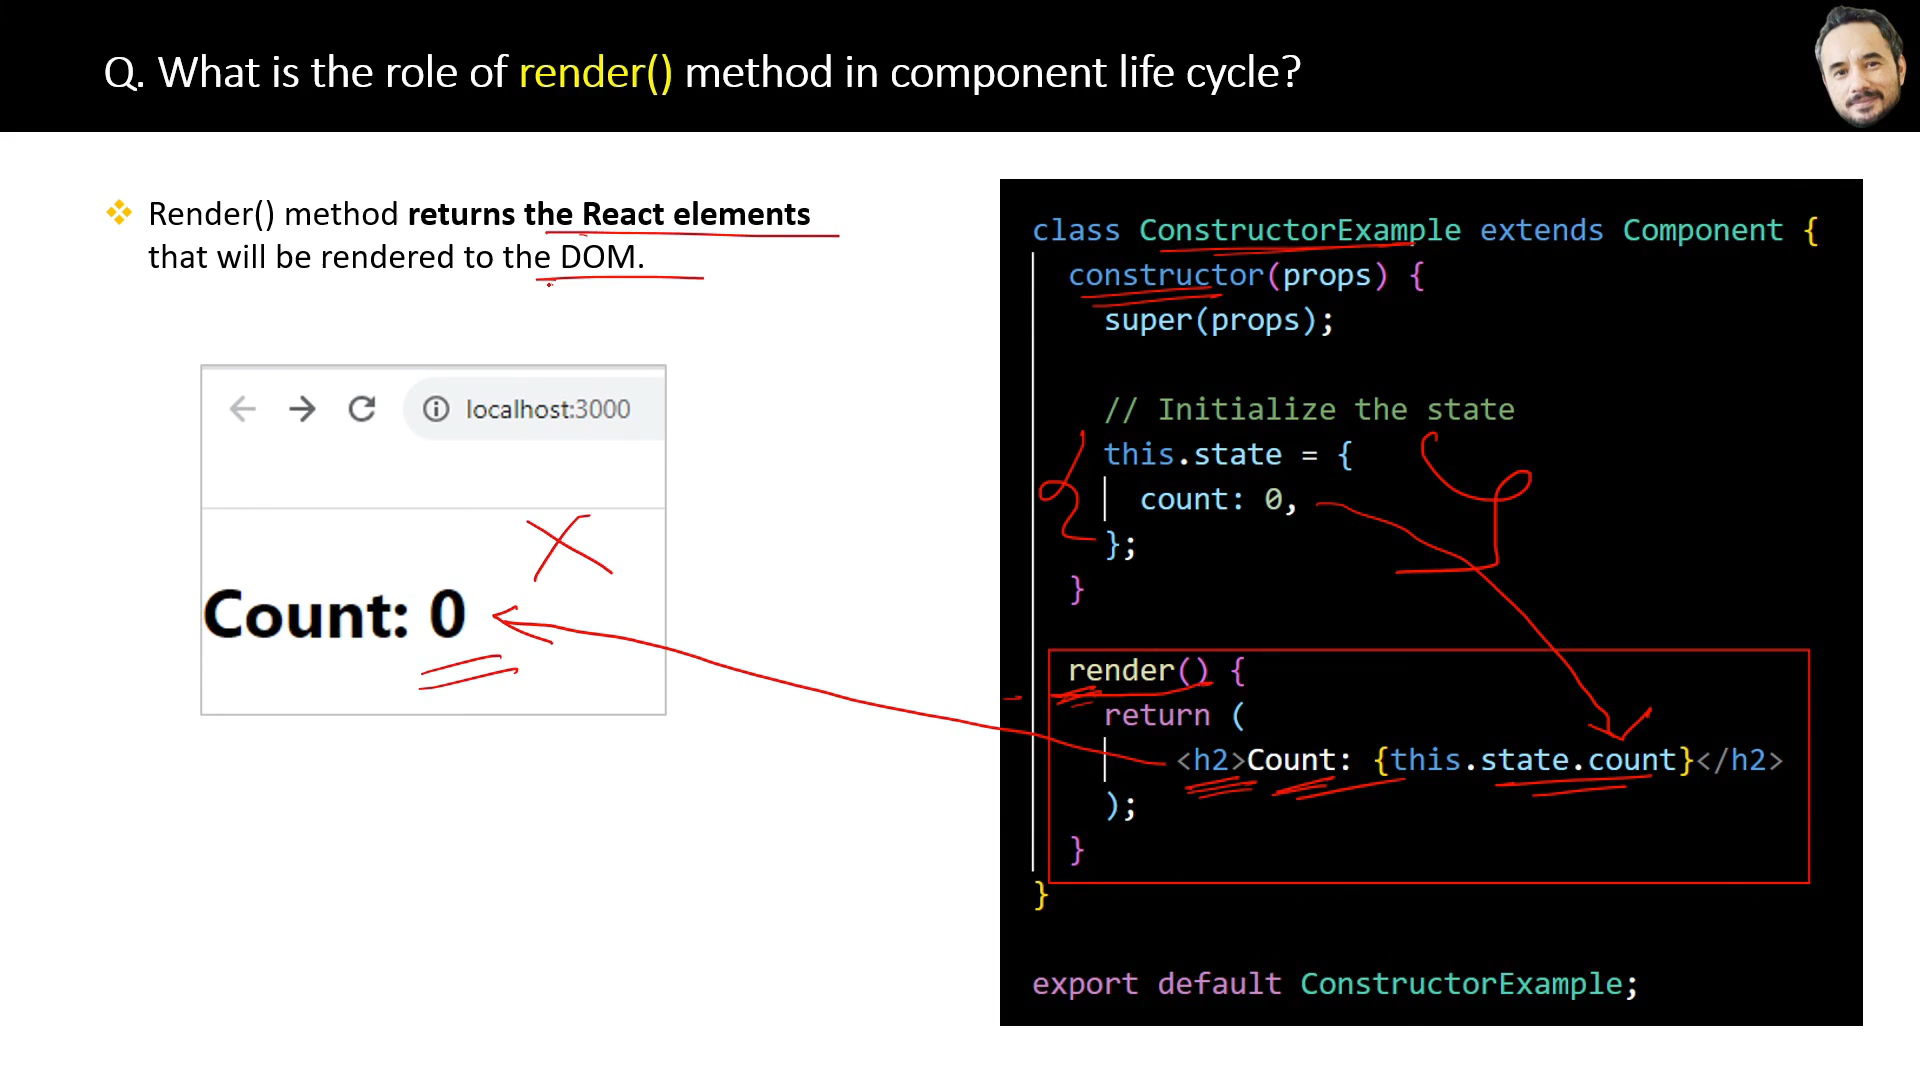 Q. What is the role of render() method in component life cycle?
Render() method returns the React elements
that will be rendered to the DOM.
localhost:3000
Count: 0
class ConstructorExample extends Component {
constructor(props) {
super(props);
// Initialize the state
this.state = {
count: 0,
};
}
render() {
return (
<h2>Count: {this.state.count}</h2>
);
}
}
export default ConstructorExample;